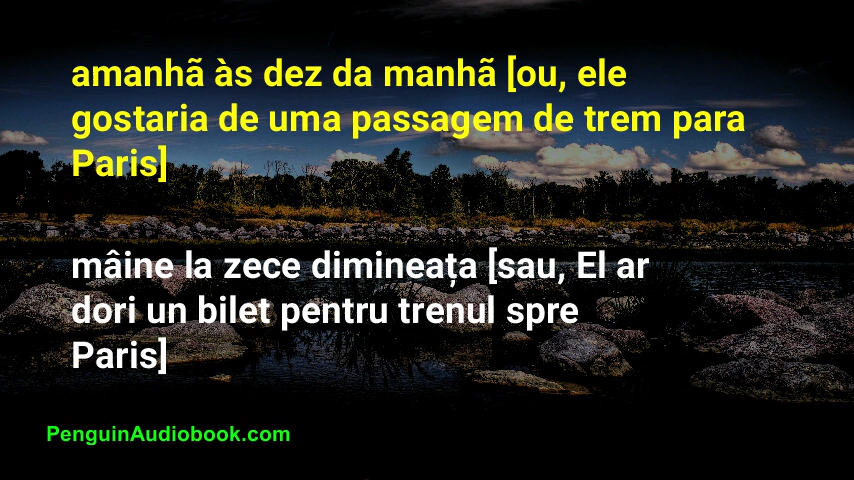 amanhã às dez da manhã [ou, ele
gostaria de uma passagem de trem para
Paris]
mâine la zece dimineața [sau, El ar
dori un bilet pentru trenul spre
Paris]
PenguinAudiobook.com